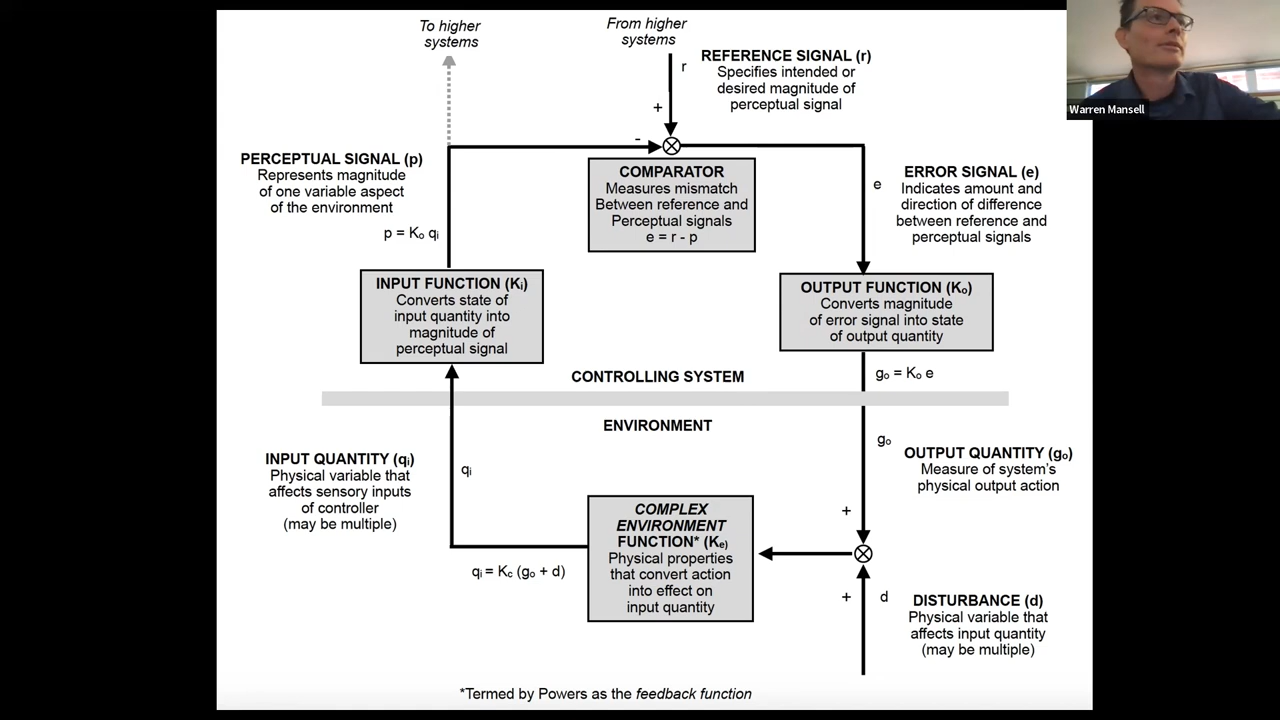 To higher
systems
From higher
systems
r
REFERENCE SIGNAL (r)
Specifies intended or
desired magnitude of
perceptual signal
+
-
PERCEPTUAL SIGNAL (p)
Represents magnitude
of one variable aspect
of the environment
p = Kₒ qᵢ
COMPARATOR
Measures mismatch
Between reference and
Perceptual signals
e = r - p
e
ERROR SIGNAL (e)
Indicates amount and
direction of difference
between reference and
perceptual signals
INPUT FUNCTION (Kᵢ)
Converts state of
input quantity into
magnitude of
perceptual signal
OUTPUT FUNCTION (Kₒ)
Converts magnitude
of error signal into state
of output quantity
CONTROLLING SYSTEM
gₒ = Kₒ e
ENVIRONMENT
gₒ
OUTPUT QUANTITY (gₒ)
Measure of system's
physical output action
INPUT QUANTITY (qᵢ)
Physical variable that
affects sensory inputs
of controller
(may be multiple)
qᵢ
+
COMPLEX
ENVIRONMENT
FUNCTION* (Kₑ)
Physical properties
that convert action
into effect on
input quantity
qᵢ = K꜀ (gₒ + d)
+
d
DISTURBANCE (d)
Physical variable that
affects input quantity
(may be multiple)
*Termed by Powers as the feedback function
Warren Mansell